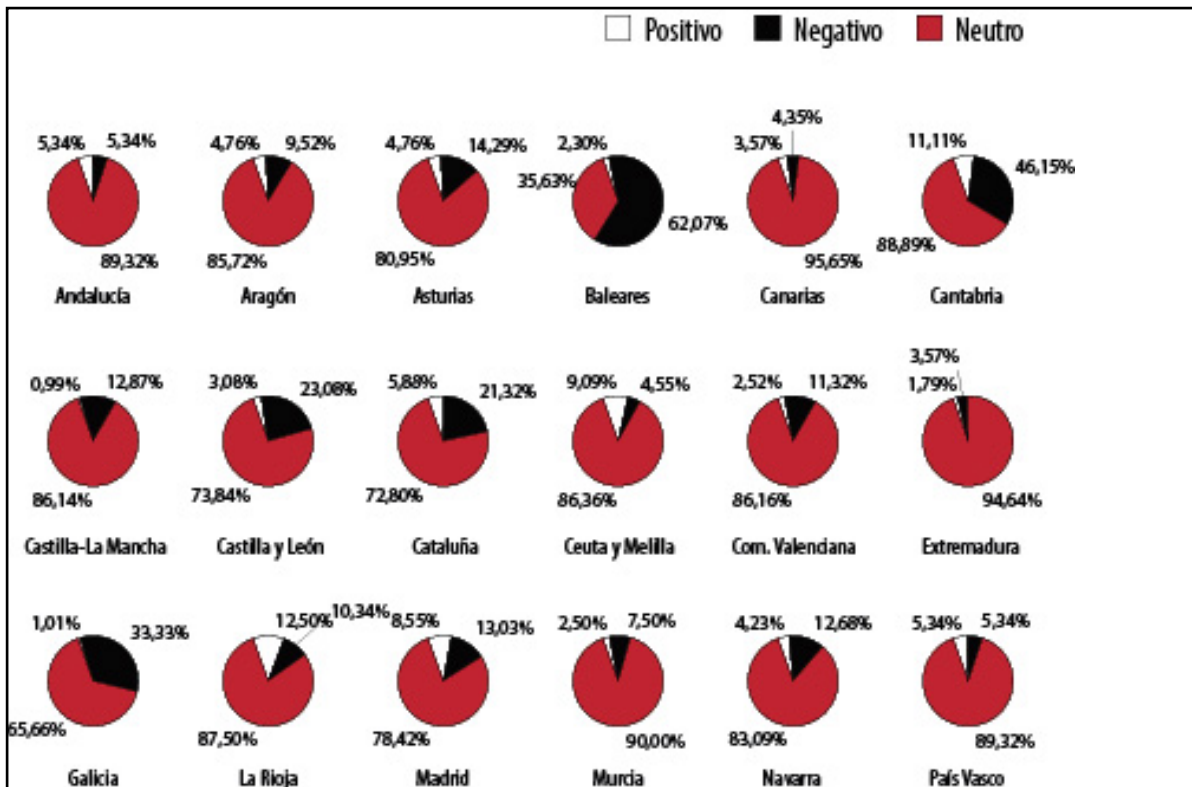 Positivo Negativo Neutro
4,35%
5,34% 5,34% 4,76% 9,52% 4,76% 14,29% 2,30% 3,57% 11,11%
35,63% 46,15%
62,07%
89,32% 85,72% 80,95% 95,65% 88,89%
Andalucía Aragón Asturias Baleares Canarias Cantabria
3,57%
0,99% 12,87% 3,08% 23,08% 5,88% 21,32% 9,09% 4,55% 2,52% 11,32% 1,79%
86,14% 73,84% 72,80% 86,36% 86,16% 94,64%
Castilla-La Mancha Castilla y León Cataluña Ceuta y Melilla Com. Valenciana Extremadura
1,01% 33,33% 12,50% 10,34% 8,55% 13,03% 2,50% 7,50% 4,23% 12,68% 5,34% 5,34%
65,66% 87,50% 78,42% 90,00% 83,09% 89,32%
Galicia La Rioja Madrid Murcia Navarra País Vasco